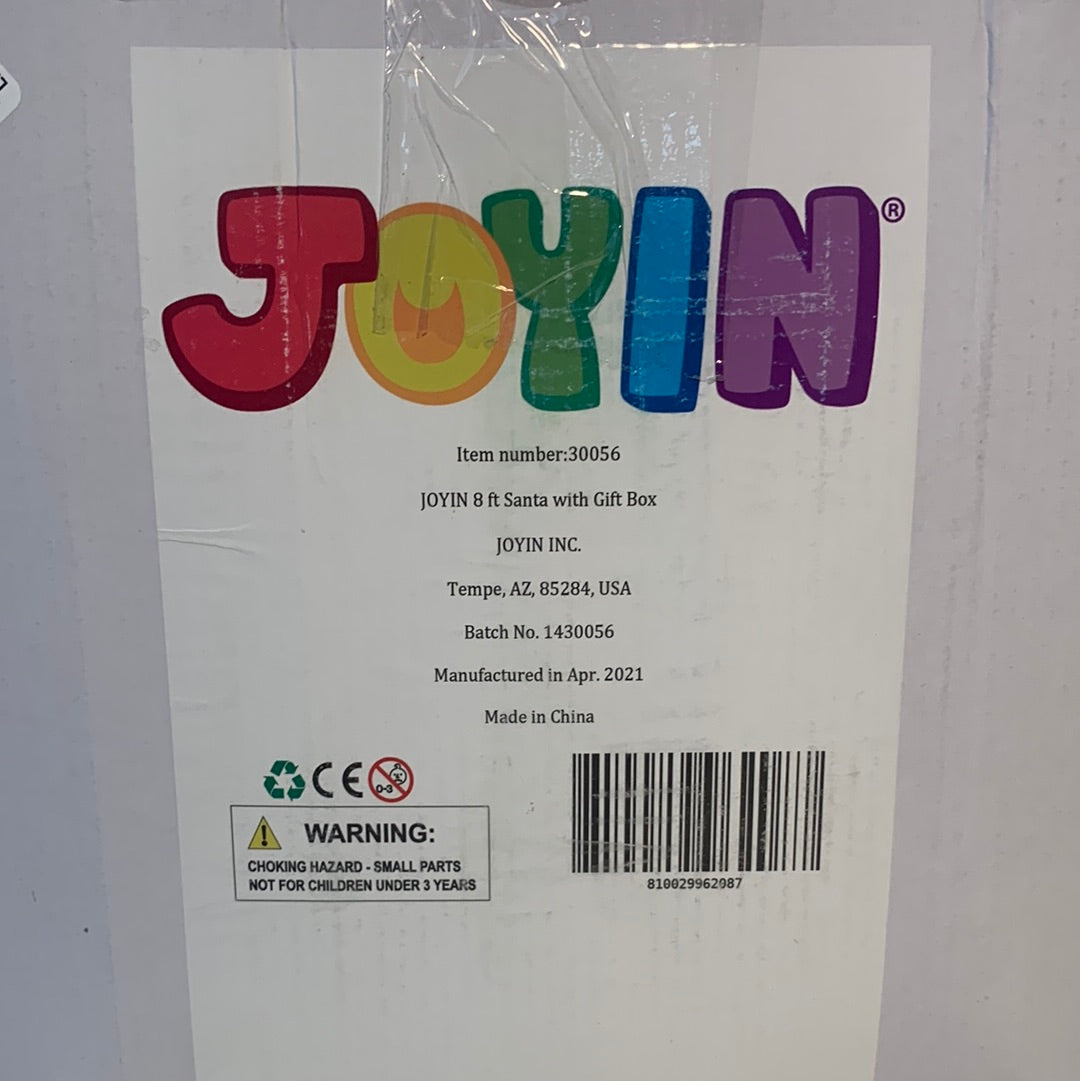 JOYIN®
Item number:30056
JOYIN 8 ft Santa with Gift Box
JOYIN INC.
Tempe, AZ, 85284, USA
Batch No. 1430056
Manufactured in Apr. 2021
Made in China
CE 0-3
WARNING:
CHOKING HAZARD - SMALL PARTS
NOT FOR CHILDREN UNDER 3 YEARS
810029962087